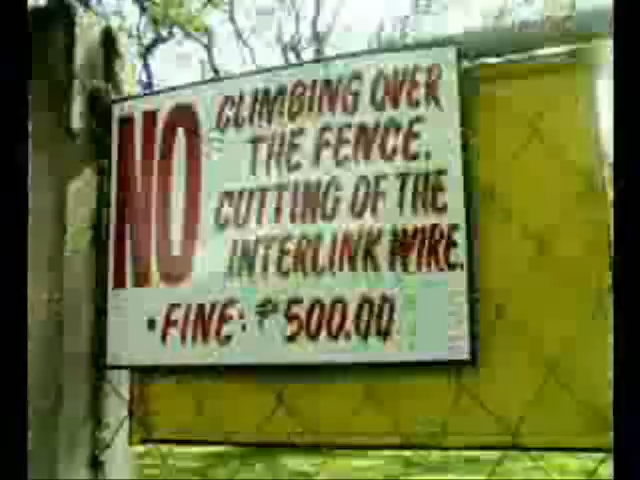 NO CLIMBING OVER
THE FENCE.
CUTTING OF THE
INTERLINK WIRE.
• FINE: ₱500.00